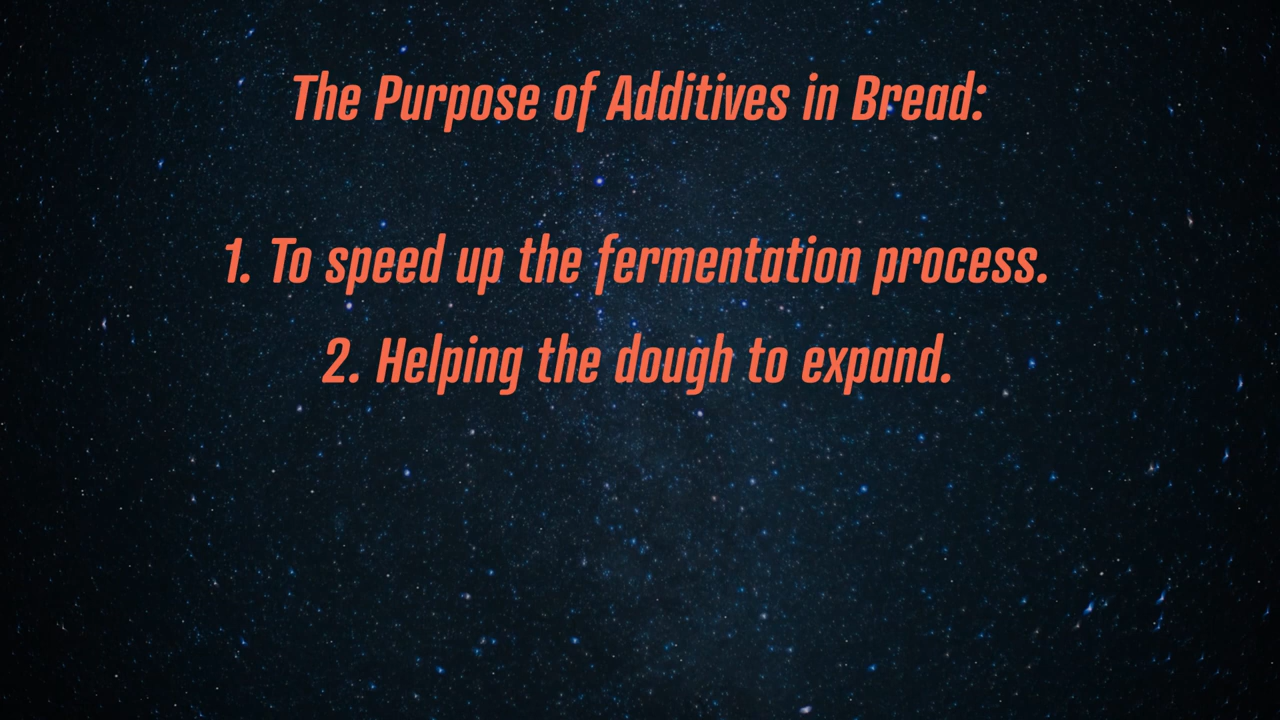 The Purpose of Additives in Bread:
1. To speed up the fermentation process.
2. Helping the dough to expand.